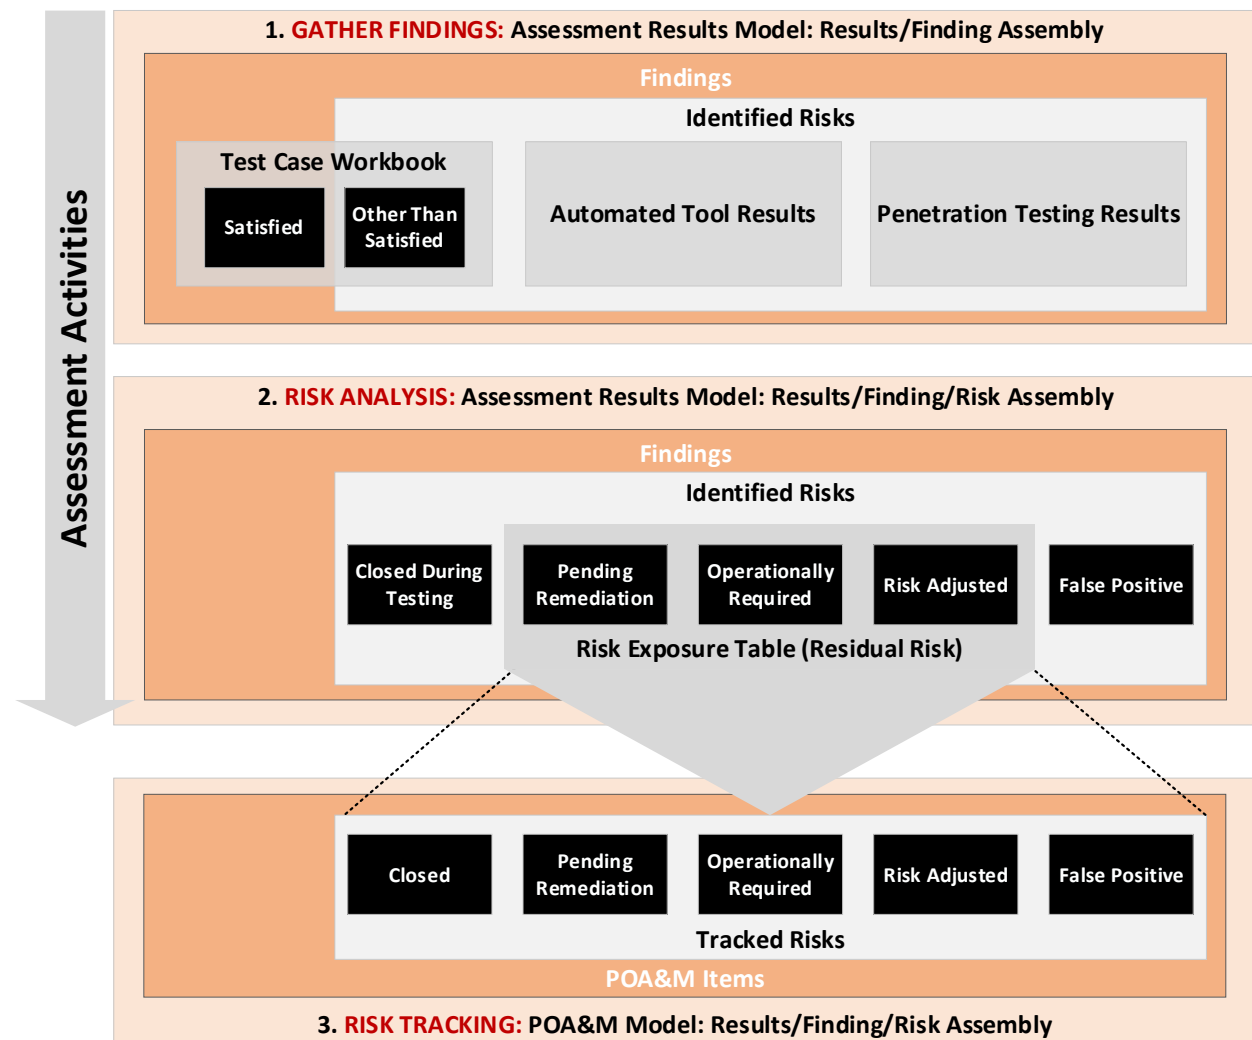 1. GATHER FINDINGS: Assessment Results Model: Results/Finding Assembly
Findings
Identified Risks
Test Case Workbook
Satisfied
Other Than
Satisfied
Automated Tool Results
Penetration Testing Results
Assessment Activities
2. RISK ANALYSIS: Assessment Results Model: Results/Finding/Risk Assembly
Findings
Identified Risks
Closed During
Testing
Pending
Remediation
Operationally
Required
Risk Adjusted
False Positive
Risk Exposure Table (Residual Risk)
Closed
Pending
Remediation
Operationally
Required
Risk Adjusted
False Positive
Tracked Risks
POA&M Items
3. RISK TRACKING: POA&M Model: Results/Finding/Risk Assembly